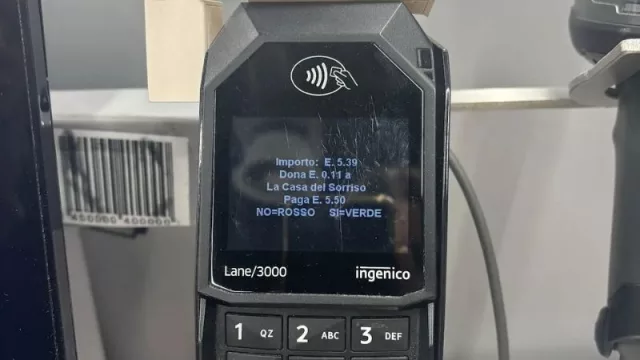 Importo: E. 5.39
Dona E. 0.11 a
La Casa del Sorriso
Paga E. 5.50
NO=ROSSO SI=VERDE
Lane/3000 ingenico
1 QZ 2 ABC 3 DEF